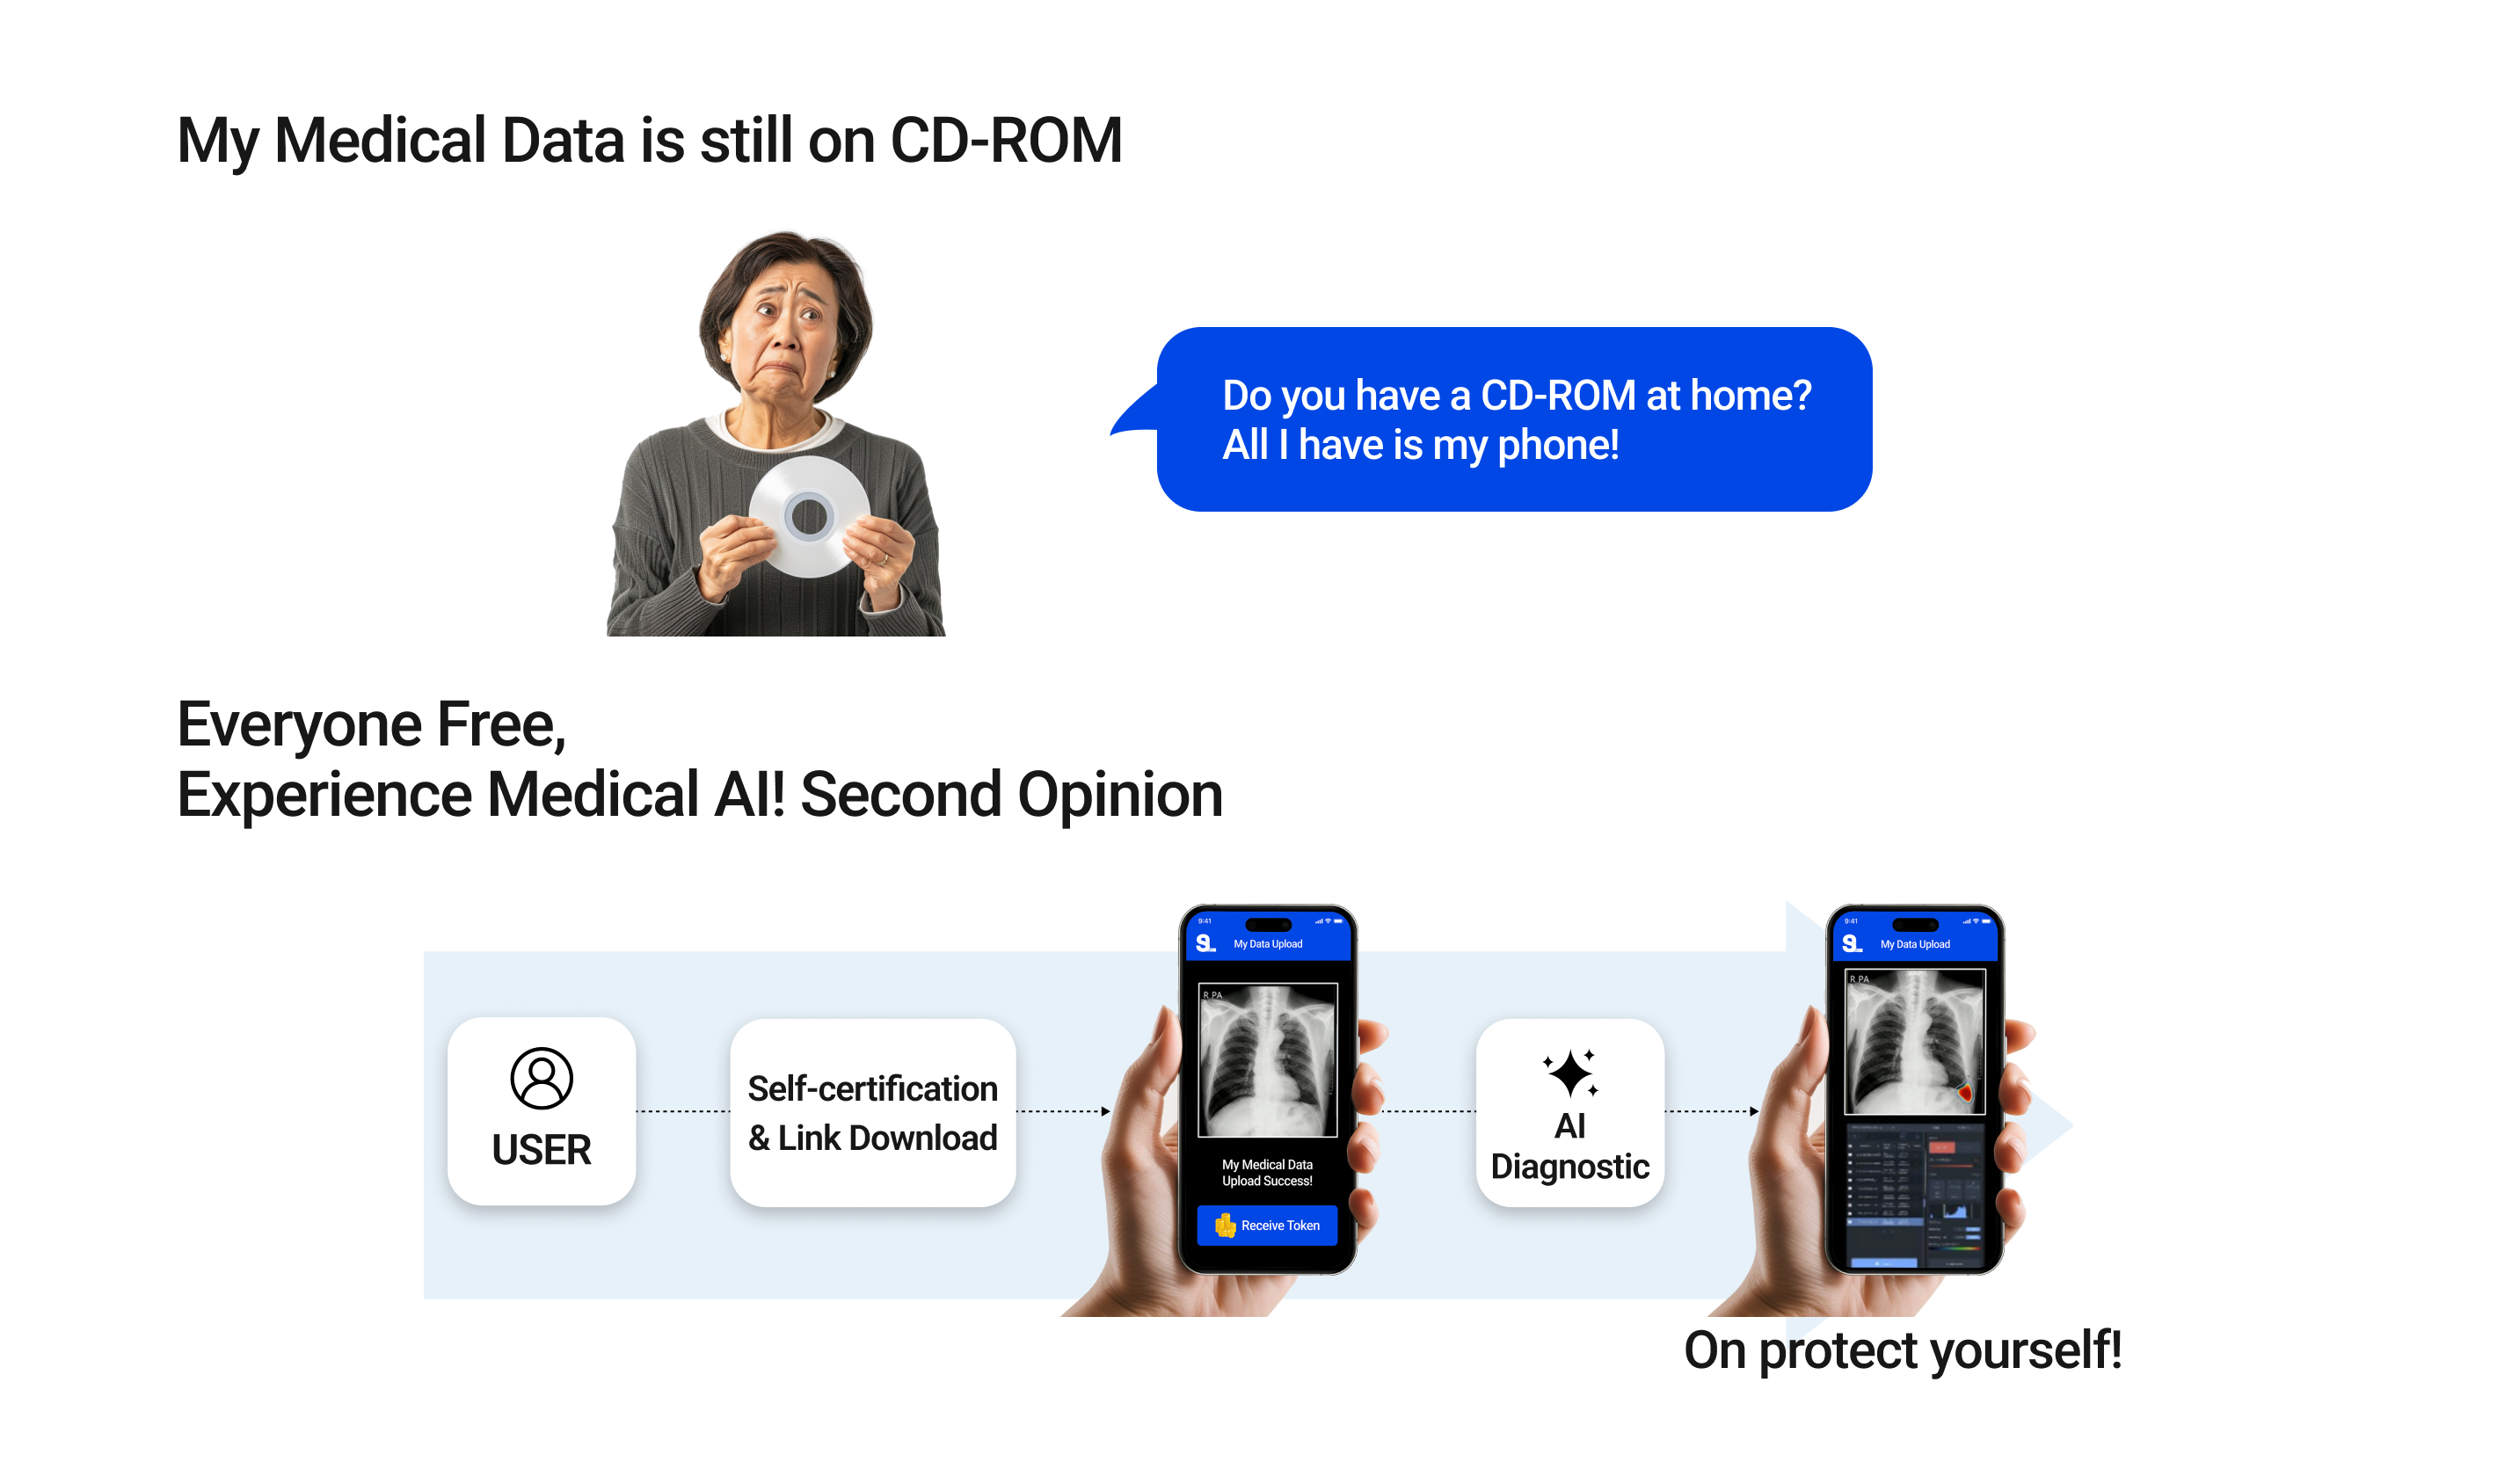 My Medical Data is still on CD-ROM
Do you have a CD-ROM at home?
All I have is my phone!
Everyone Free,
Experience Medical AI! Second Opinion
USER
Self-certification
& Link Download
9:41
SL
My Data Upload
R PA
My Medical Data
Upload Success!
Receive Token
AI
Diagnostic
9:41
SL
My Data Upload
R PA
On protect yourself!